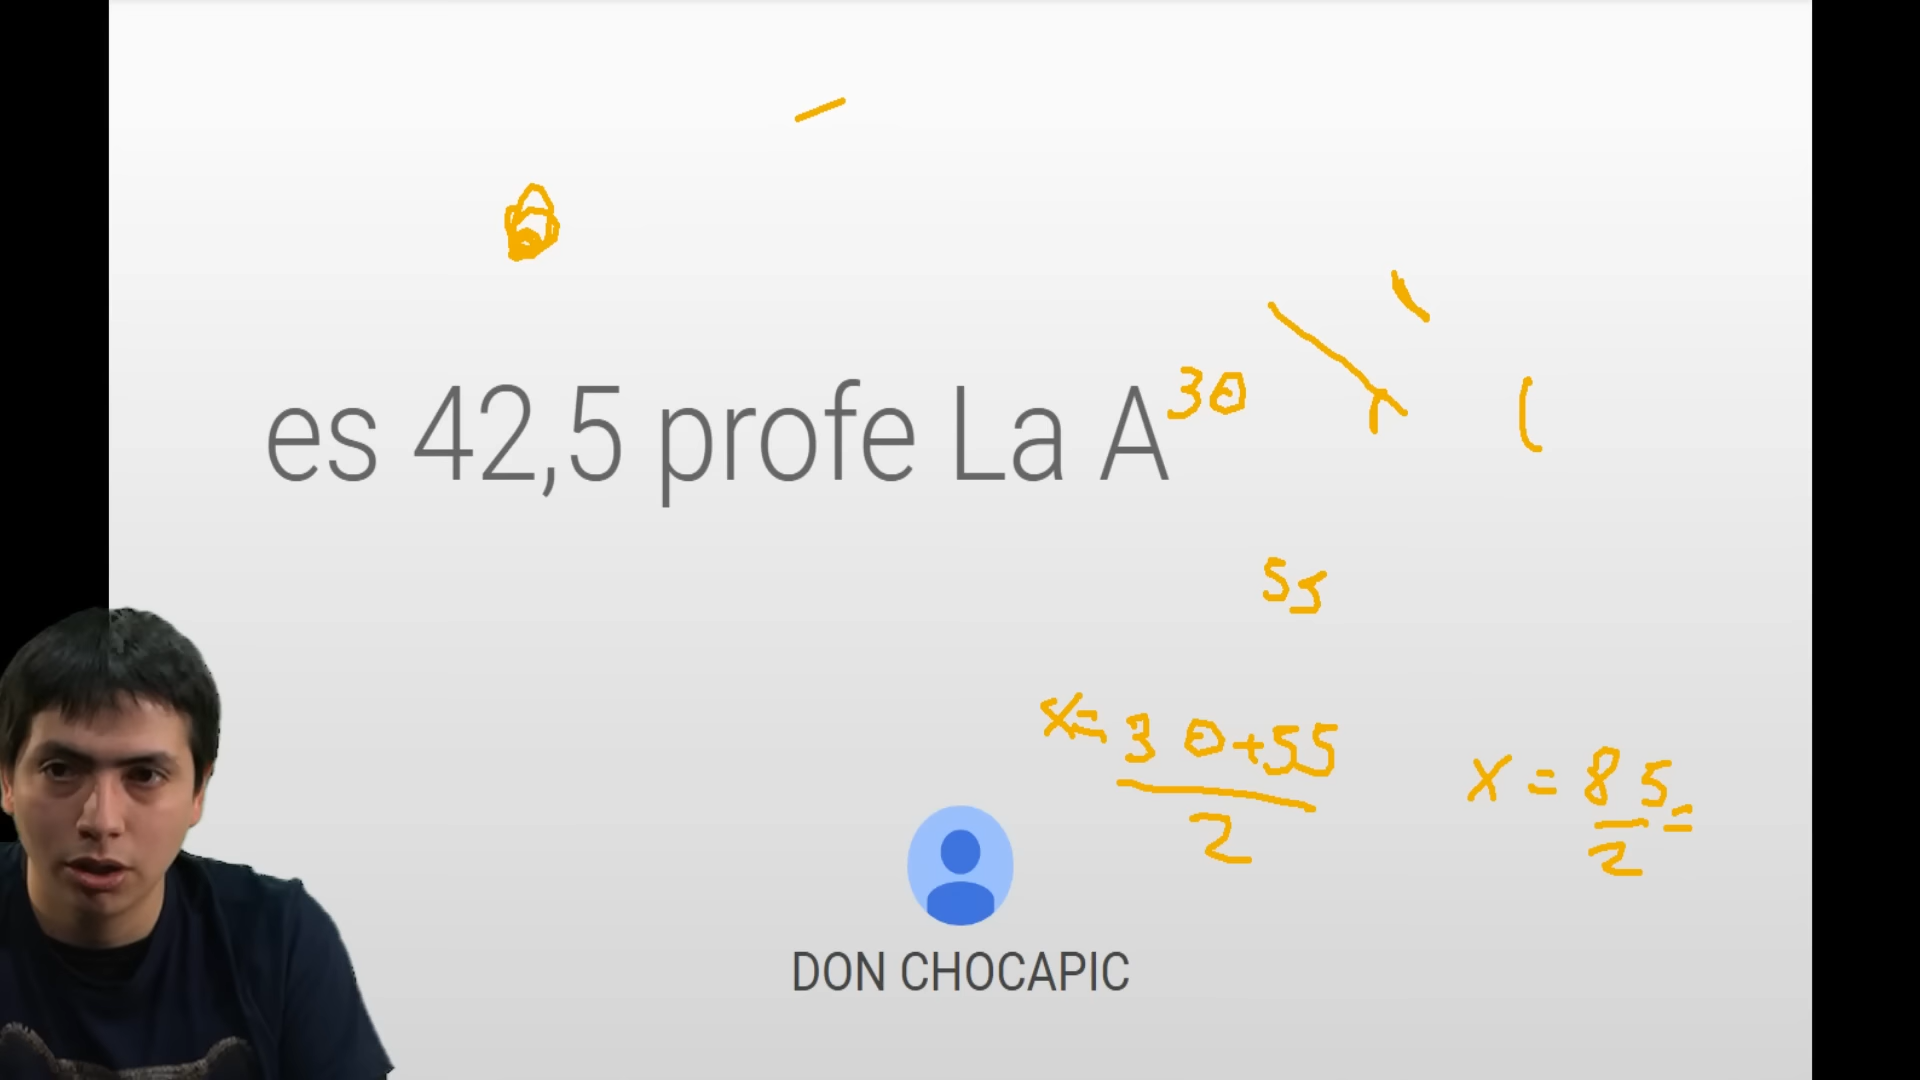 es 42,5 profe La A
30
55
x = 30+55
2
x = 85 =
2
DON CHOCAPIC